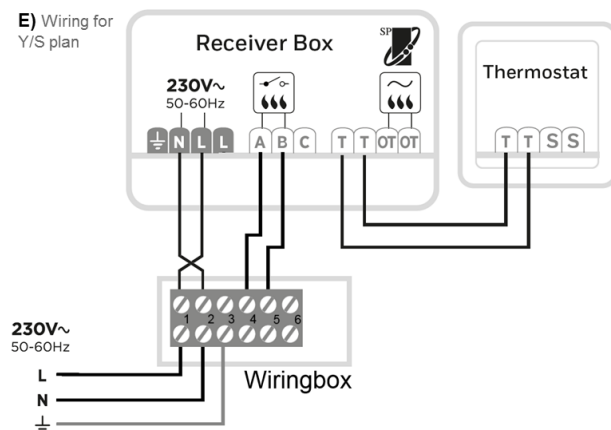 E) Wiring for
Y/S plan
Receiver Box
SP
230V~
50-60Hz
N L L A B C T T OT OT
Thermostat
T T S S
1 2 3 4 5 6
230V~
50-60Hz
L
N
Wiringbox